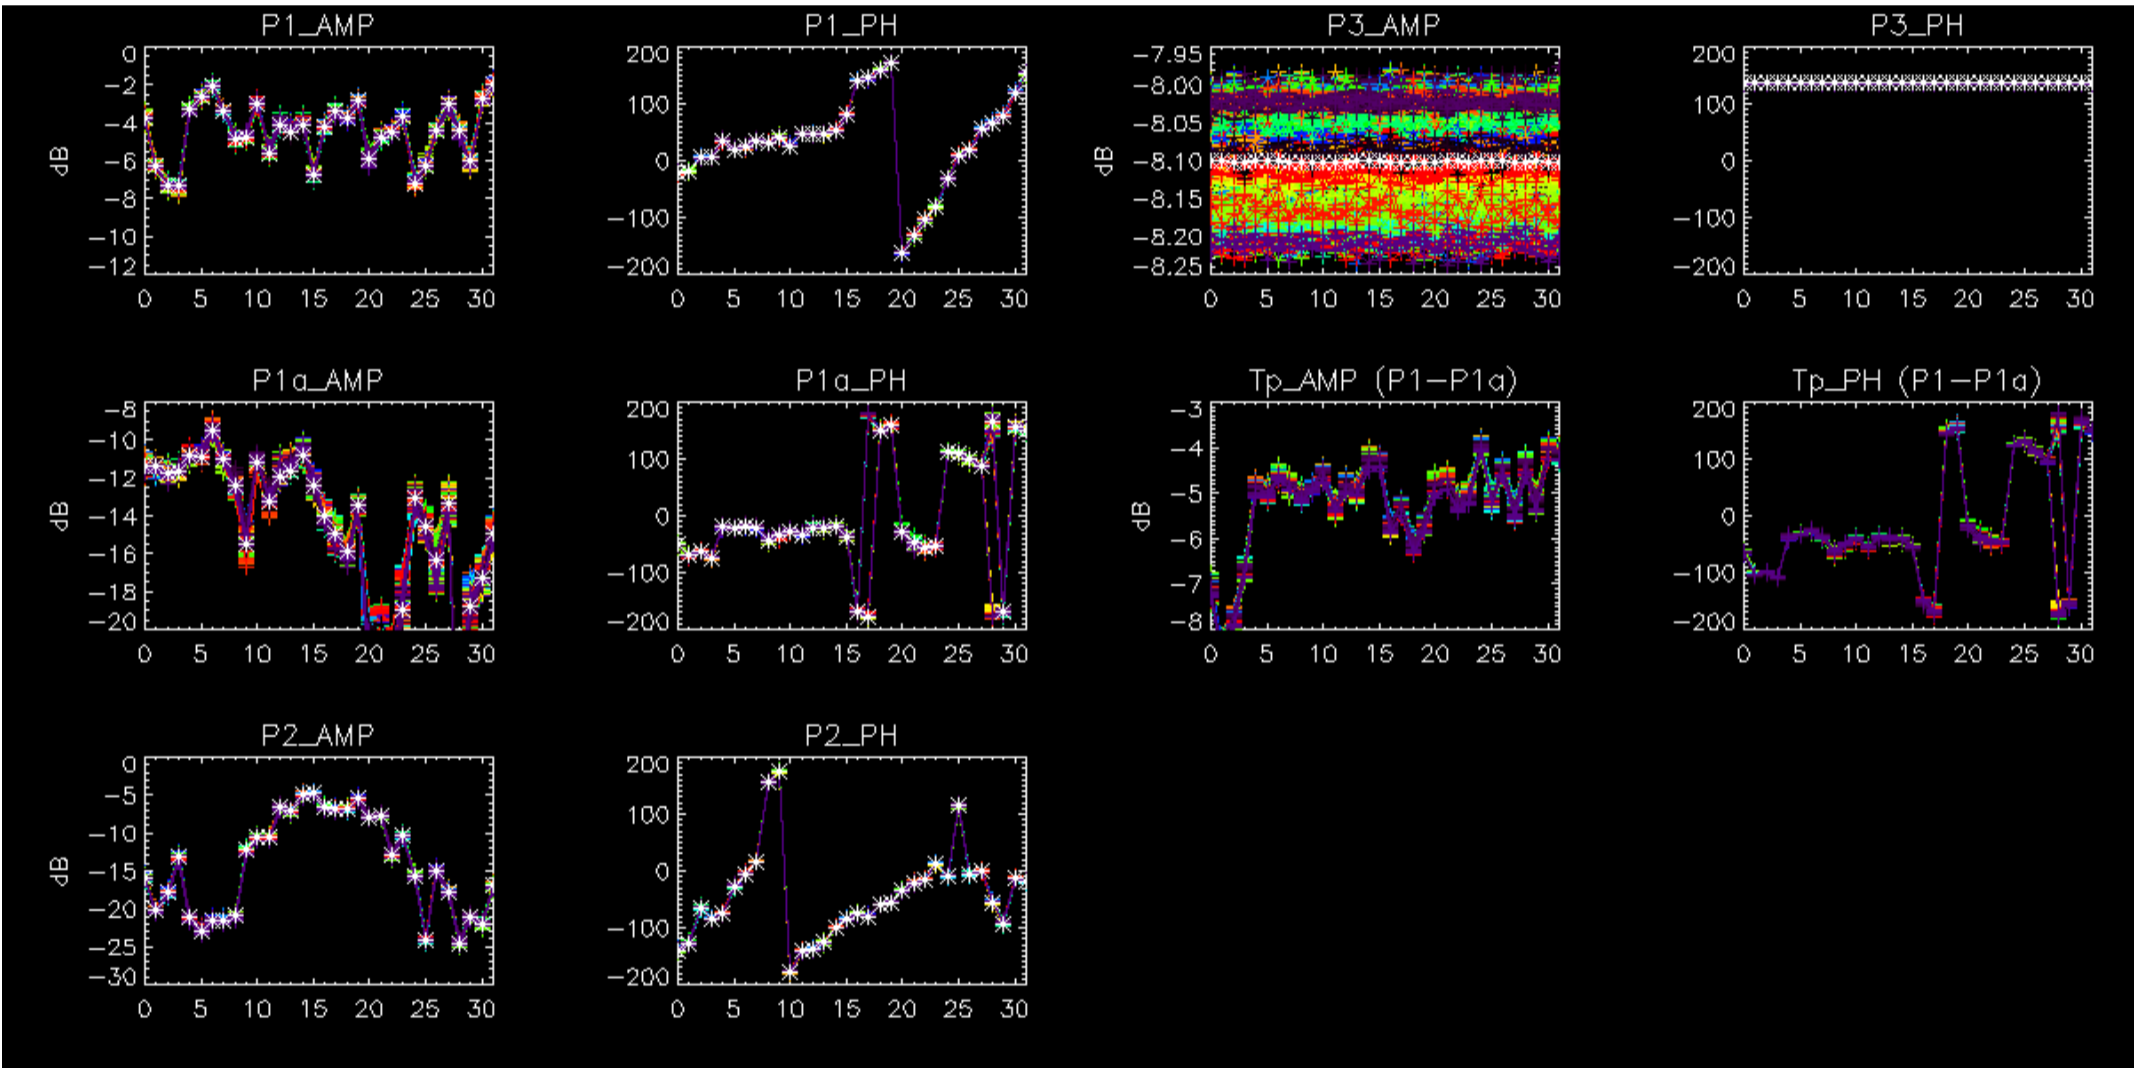 P1_AMP
0
−2
−4
−6
−8
−10
−12
dB
0 5 10 15 20 25 30
P1_PH
200
100
0
−100
−200
0 5 10 15 20 25 30
P3_AMP
−7.95
−8.00
−8.05
−8.10
−8.15
−8.20
−8.25
dB
0 5 10 15 20 25 30
P3_PH
200
100
0
−100
−200
0 5 10 15 20 25 30
P1a_AMP
−8
−10
−12
−14
−16
−18
−20
dB
0 5 10 15 20 25 30
P1a_PH
200
100
0
−100
−200
0 5 10 15 20 25 30
Tp_AMP (P1−P1a)
−3
−4
−5
−6
−7
−8
dB
0 5 10 15 20 25 30
Tp_PH (P1−P1a)
200
100
0
−100
−200
0 5 10 15 20 25 30
P2_AMP
0
−5
−10
−15
−20
−25
−30
dB
0 5 10 15 20 25 30
P2_PH
200
100
0
−100
−200
0 5 10 15 20 25 30